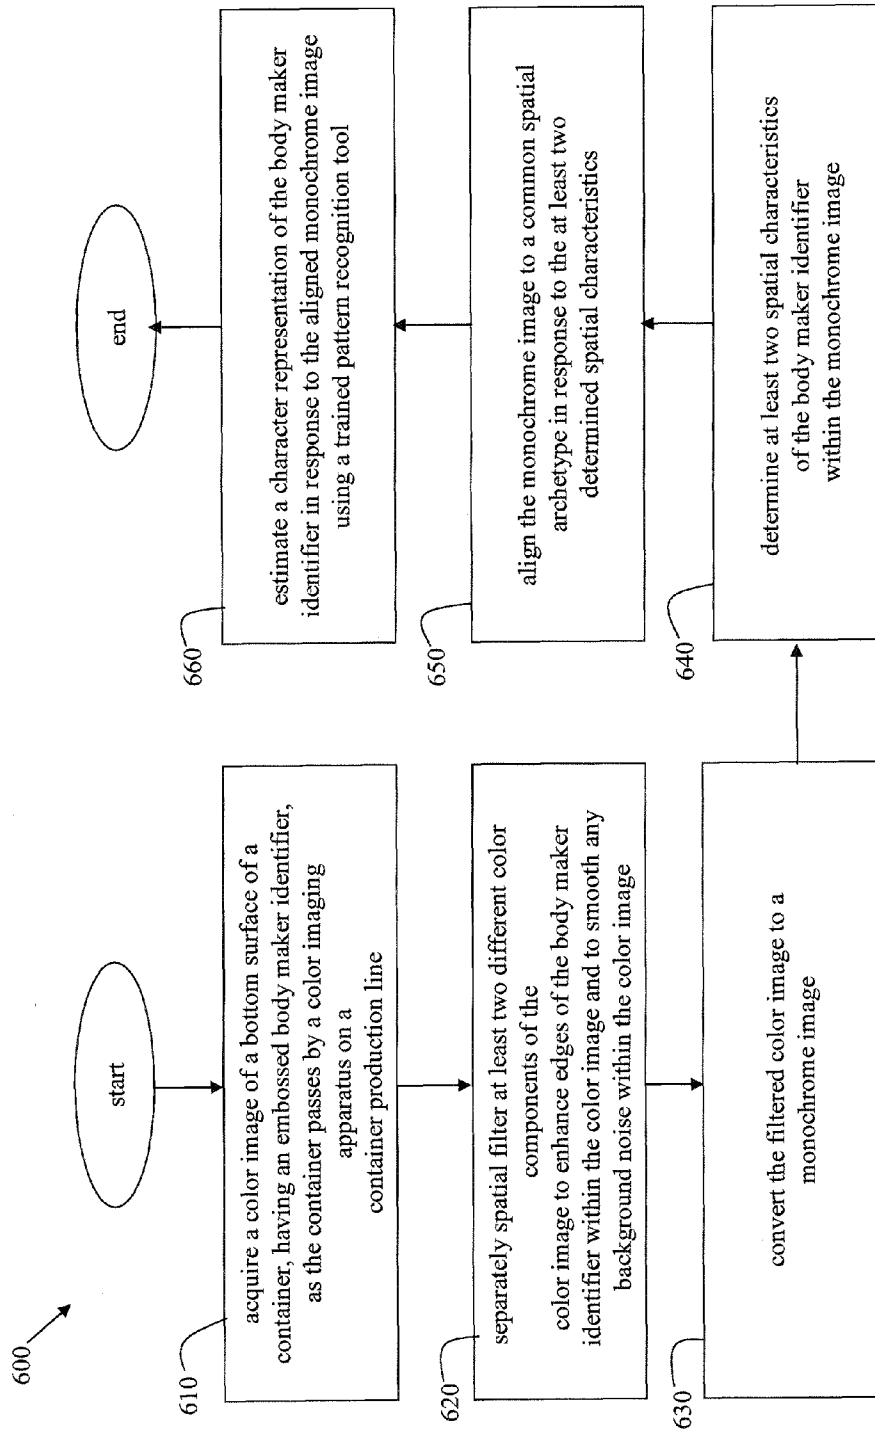 600
start
610
acquire a color image of a bottom surface of a
container, having an embossed body maker identifier,
as the container passes by a color imaging
apparatus on a
container production line
620
separately spatial filter at least two different color
components of the
color image to enhance edges of the body maker
identifier within the color image and to smooth any
background noise within the color image
630
convert the filtered color image to a
monochrome image
640
determine at least two spatial characteristics
of the body maker identifier
within the monochrome image
650
align the monochrome image to a common spatial
archetype in response to the at least two
determined spatial characteristics
660
estimate a character representation of the body maker
identifier in response to the aligned monochrome image
using a trained pattern recognition tool
end